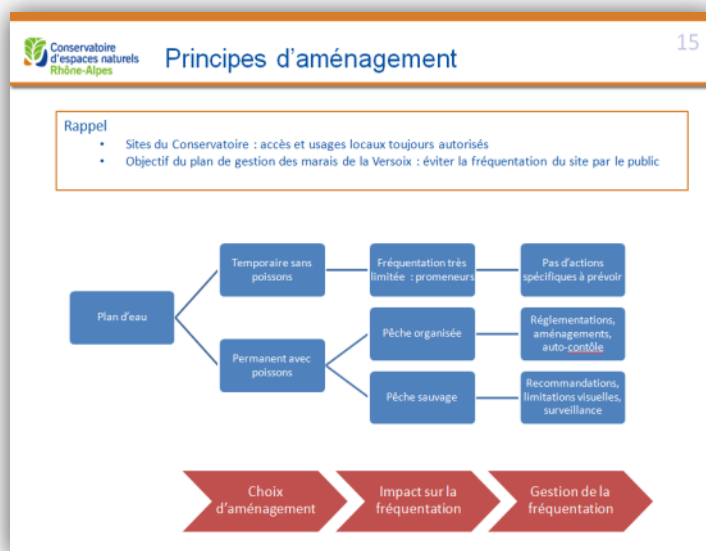 Conservatoire
d'espaces naturels
Rhône-Alpes
Principes d'aménagement
15
Rappel
• Sites du Conservatoire : accès et usages locaux toujours autorisés
• Objectif du plan de gestion des marais de la Versoix : éviter la fréquentation du site par le public
Plan d'eau
Temporaire sans
poissons
Fréquentation très
limitée : promeneurs
Pas d'actions
spécifiques à prévoir
Permanent avec
poissons
Pêche organisée
Réglementations,
aménagements,
auto-contôle
Pêche sauvage
Recommandations,
limitations visuelles,
surveillance
Choix
d'aménagement
Impact sur la
fréquentation
Gestion de la
fréquentation